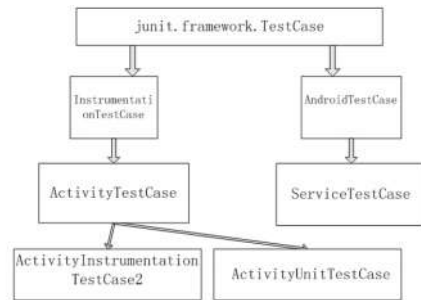 junit.framework.TestCase
Instrumentati
onTestCase
AndroidTestCase
ActivityTestCase
ServiceTestCase
ActivityInstrumentation
TestCase2
ActivityUnitTestCase